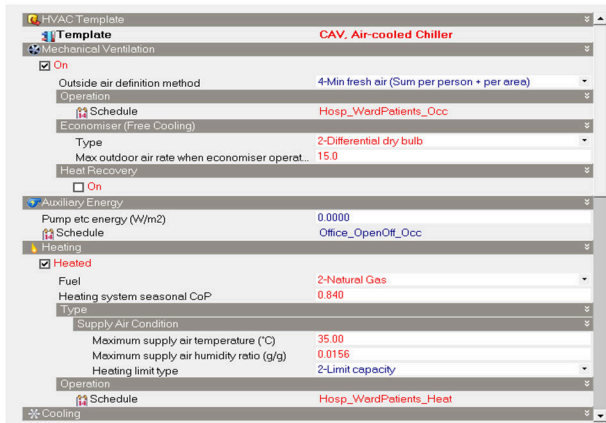 HVAC Template
Template CAV, Air-cooled Chiller
Mechanical Ventilation
On
Outside air definition method 4-Min fresh air (Sum per person + per area)
Operation
Schedule Hosp_WardPatients_Occ
Economiser (Free Cooling)
Type 2-Differential dry bulb
Max outdoor air rate when economiser operat... 15.0
Heat Recovery
On
Auxiliary Energy
Pump etc energy (W/m2) 0.0000
Schedule Office_OpenOff_Occ
Heating
Heated
Fuel 2-Natural Gas
Heating system seasonal CoP 0.840
Type
Supply Air Condition
Maximum supply air temperature (°C) 35.00
Maximum supply air humidity ratio (g/g) 0.0156
Heating limit type 2-Limit capacity
Operation
Schedule Hosp_WardPatients_Heat
Cooling